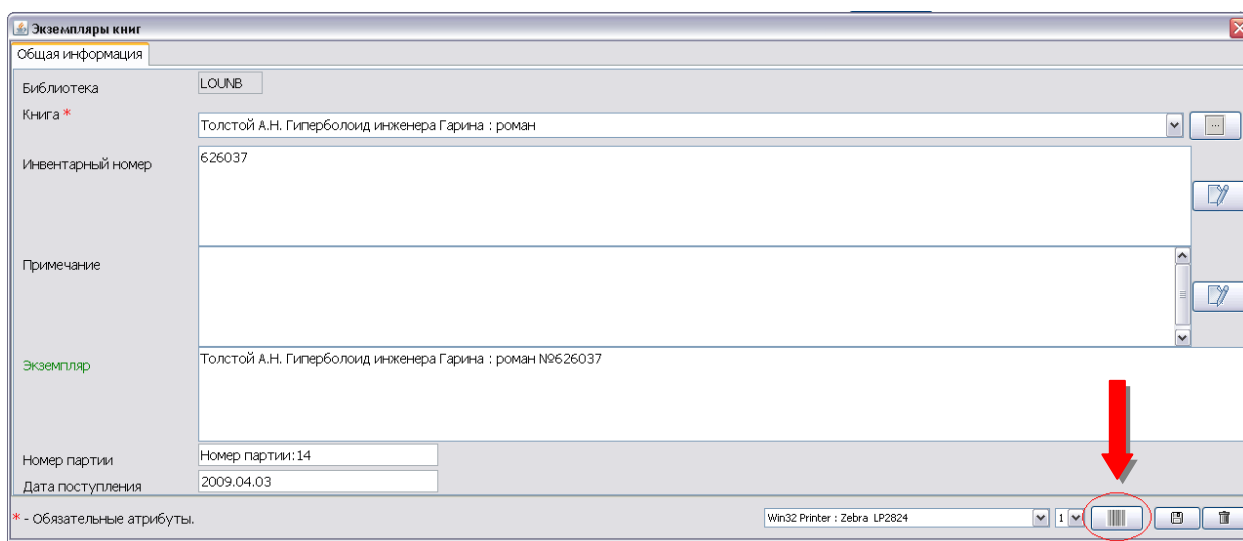 Экземпляры книг
Общая информация
Библиотека LOUNB
Книга * Толстой А.Н. Гиперболоид инженера Гарина : роман ...
Инвентарный номер 626037
Примечание
Экземпляр Толстой А.Н. Гиперболоид инженера Гарина : роман №626037
Номер партии Номер партии:14
Дата поступления 2009.04.03
* - Обязательные атрибуты. Win32 Printer : Zebra LP2824 1